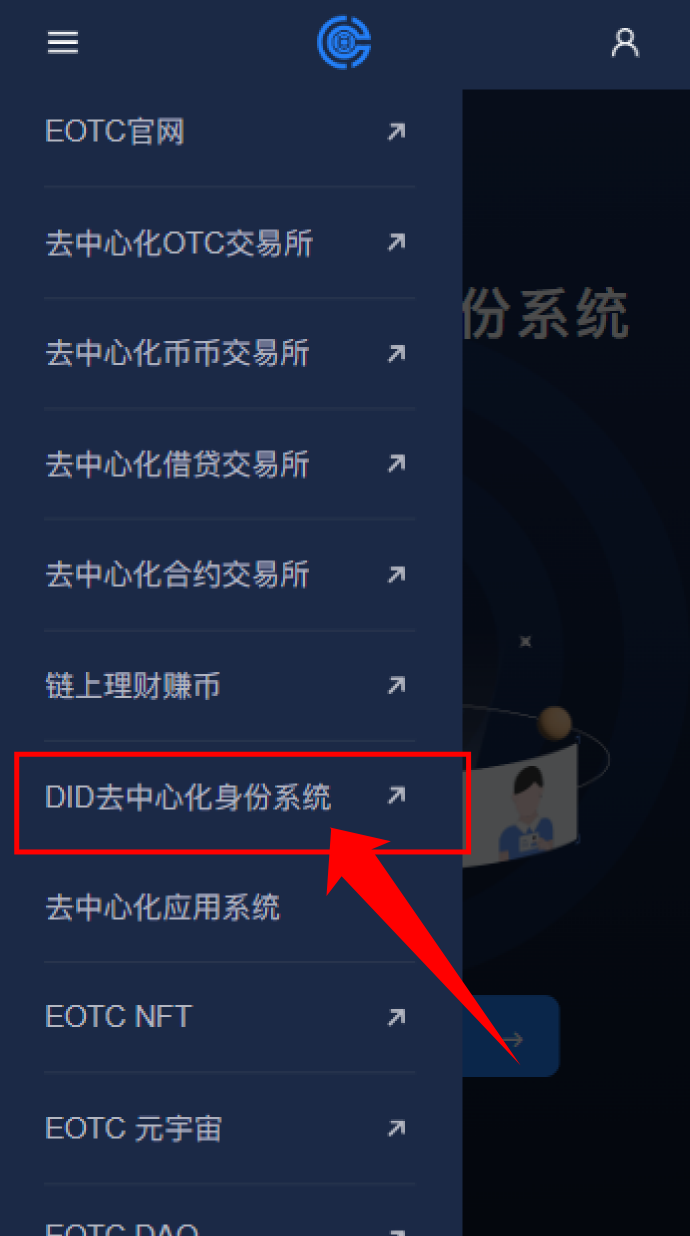 EOTC官网
去中心化OTC交易所
份系统
去中心化币币交易所
去中心化借贷交易所
去中心化合约交易所
链上理财赚币
DID去中心化身份系统
去中心化应用系统
EOTC NFT
EOTC 元宇宙
EOTC DAO